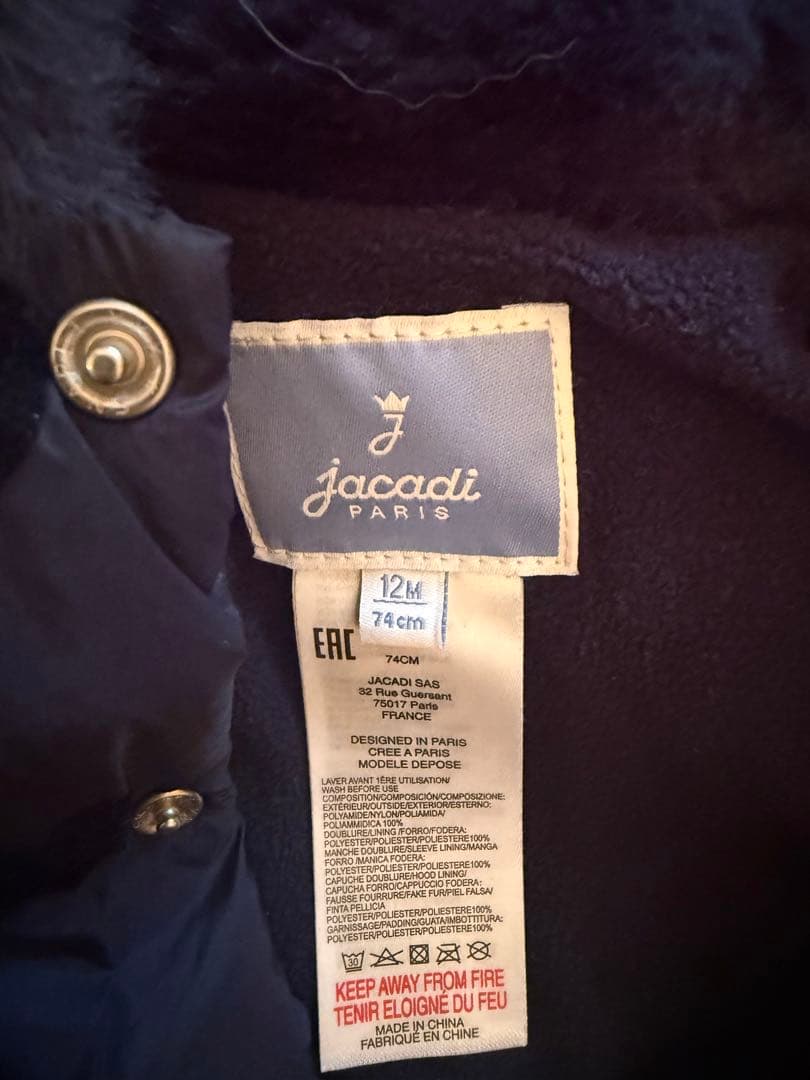 J
jacadi
PARIS
12M
74cm
EAC
74CM
JACADI SAS
32 Rue Guersant
75017 Paris
FRANCE
DESIGNED IN PARIS
CREE A PARIS
MODELE DEPOSE
LAVER AVANT 1ÈRE UTILISATION/
WASH BEFORE USE
COMPOSITION/COMPOSICIÓN/COMPOSIZIONE:
EXTÉRIEUR/OUTSIDE/EXTERIOR/ESTERNO:
POLYAMIDE/NYLON/POLIAMIDA/
POLIAMMIDICA 100%
DOUBLURE/LINING /FORRO/FODERA:
POLYESTER/POLIESTER/POLIESTERE100%
MANCHE DOUBLURE/SLEEVE LINING/MANGA
FORRO /MANICA FODERA:
POLYESTER/POLIESTER/POLIESTERE100%
CAPUCHE DOUBLURE/HOOD LINING/
CAPUCHA FORRO/CAPPUCCIO FODERA:
FAUSSE FOURRURE/FAKE FUR/PIEL FALSA/
FINTA PELLICIA
POLYESTER/POLIESTER/POLIESTERE100%
GARNISSAGE/PADDING/GUATA/IMBOTTITURA:
POLYESTER/POLIESTER/POLIESTERE100%
30
KEEP AWAY FROM FIRE
TENIR ELOIGNÉ DU FEU
MADE IN CHINA
FABRIQUÉ EN CHINE